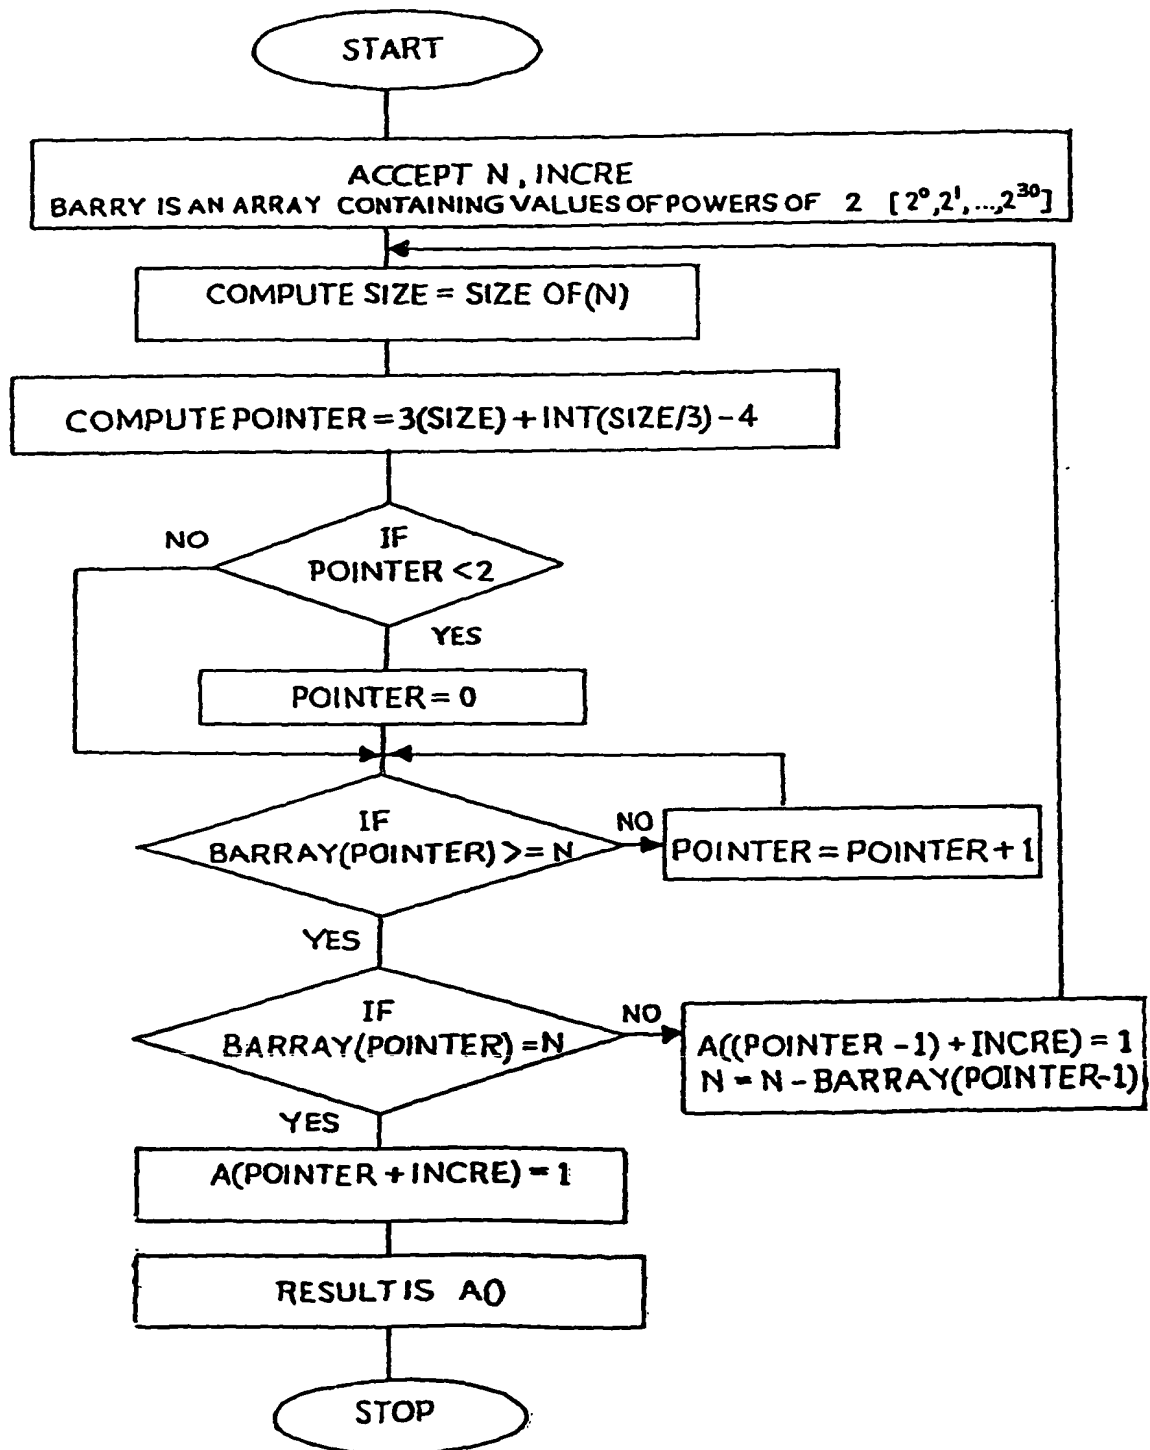 START
ACCEPT N, INCRE
BARRY IS AN ARRAY CONTAINING VALUES OF POWERS OF 2 [2⁰,2¹,...,2³⁰]
COMPUTE SIZE = SIZE OF(N)
COMPUTE POINTER = 3(SIZE) + INT(SIZE/3) - 4
NO
IF
POINTER <2
YES
POINTER = 0
IF
BARRAY(POINTER) >= N
NO
POINTER = POINTER + 1
YES
IF
BARRAY(POINTER) = N
NO
A((POINTER -1) + INCRE) = 1
N = N - BARRAY(POINTER-1)
YES
A(POINTER + INCRE) = 1
RESULT IS A()
STOP